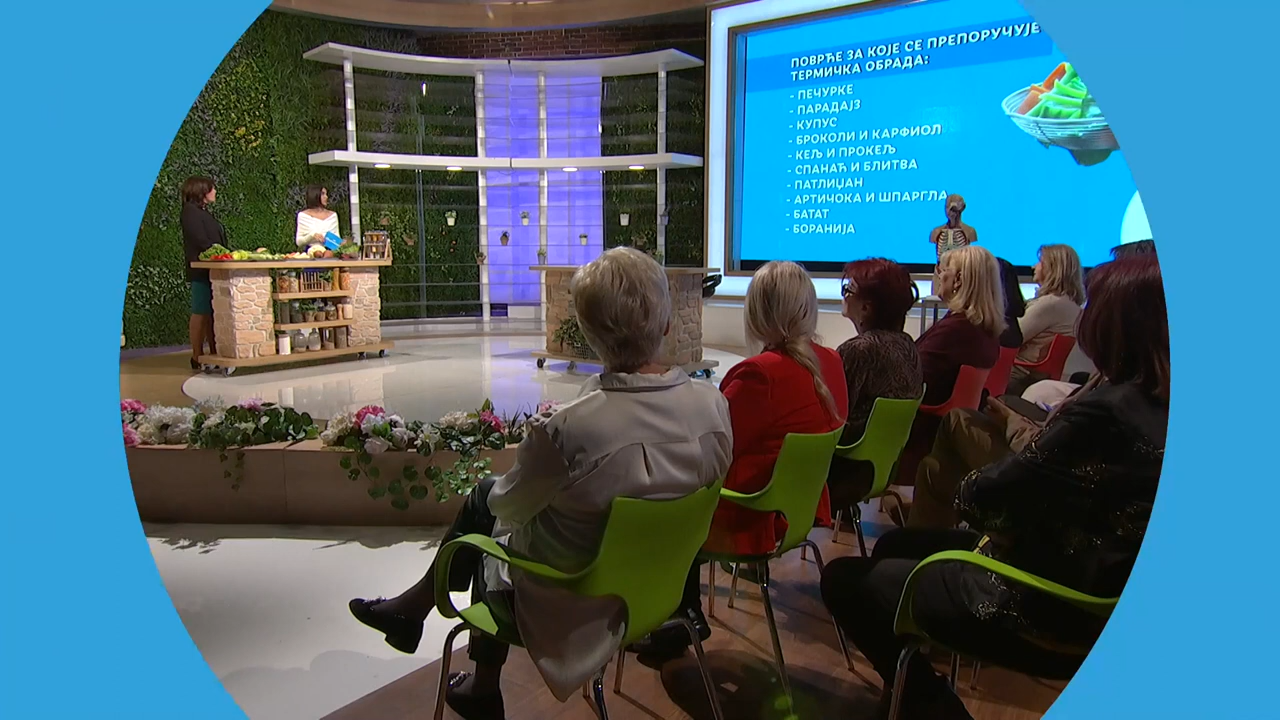 ПОВРЋЕ ЗА КОЈЕ СЕ ПРЕПОРУЧУЈЕ
ТЕРМИЧКА ОБРАДА:
- ПЕЧУРКЕ
- ПАРАДАЈЗ
- КУПУС
- БРОКОЛИ И КАРФИОЛ
- КЕЉ И ПРОКЕЉ
- СПАНАЋ И БЛИТВА
- ПАТЛИЏАН
- АРТИЧОКА И ШПАРГЛА
- БАТАТ
- БОРАНИЈА